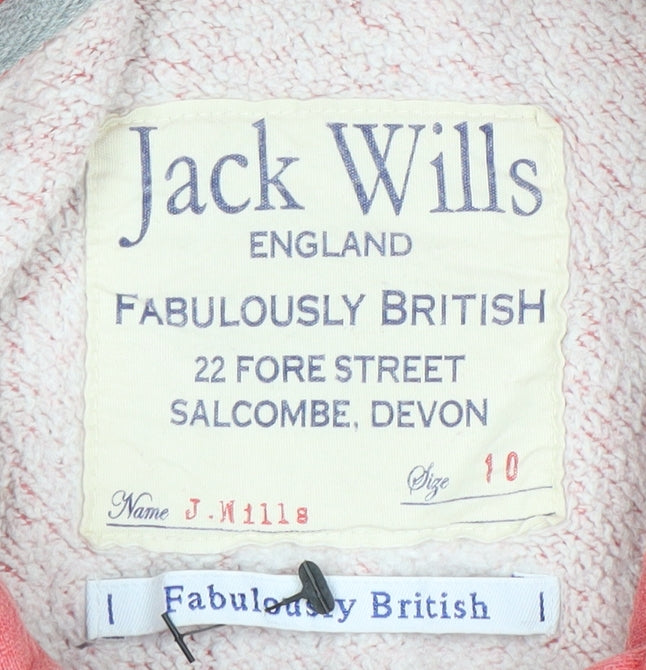 Jack Wills
ENGLAND
FABULOUSLY BRITISH
22 FORE STREET
SALCOMBE, DEVON
Size 10
Name J.Wills
| Fabulously British |